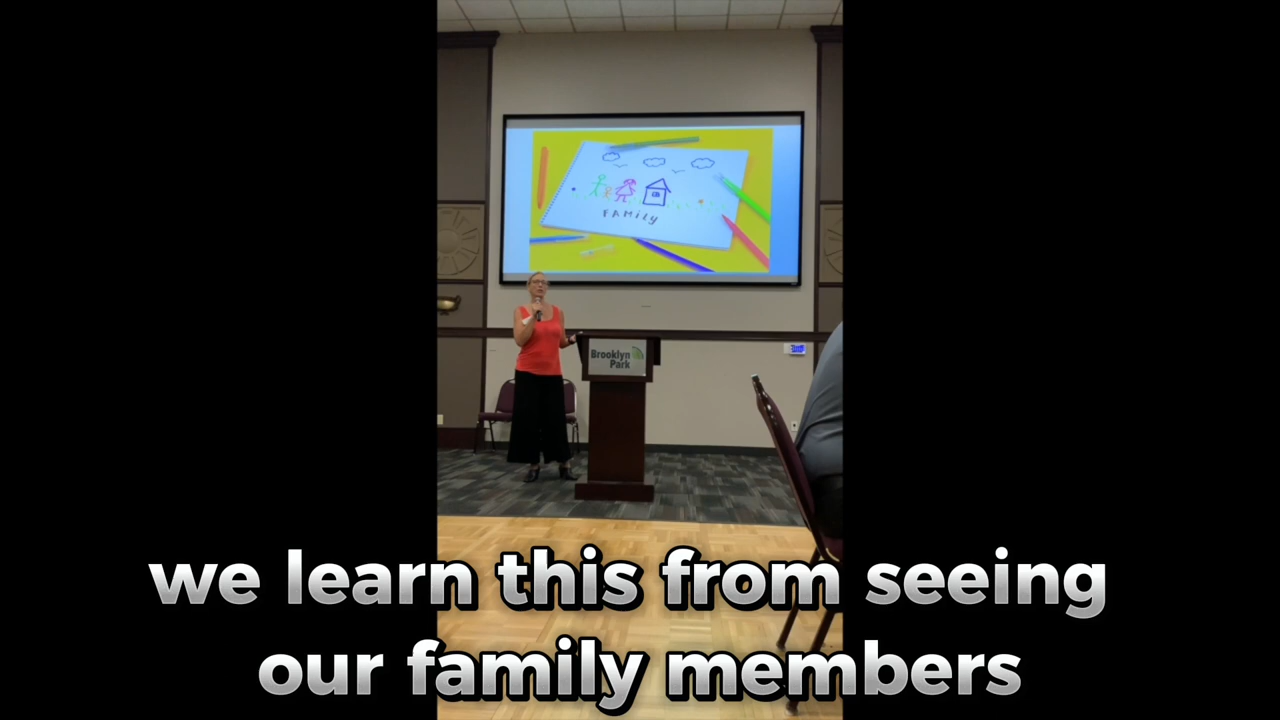 FAMiLY
Brooklyn
Park
we learn this from seeing
our family members